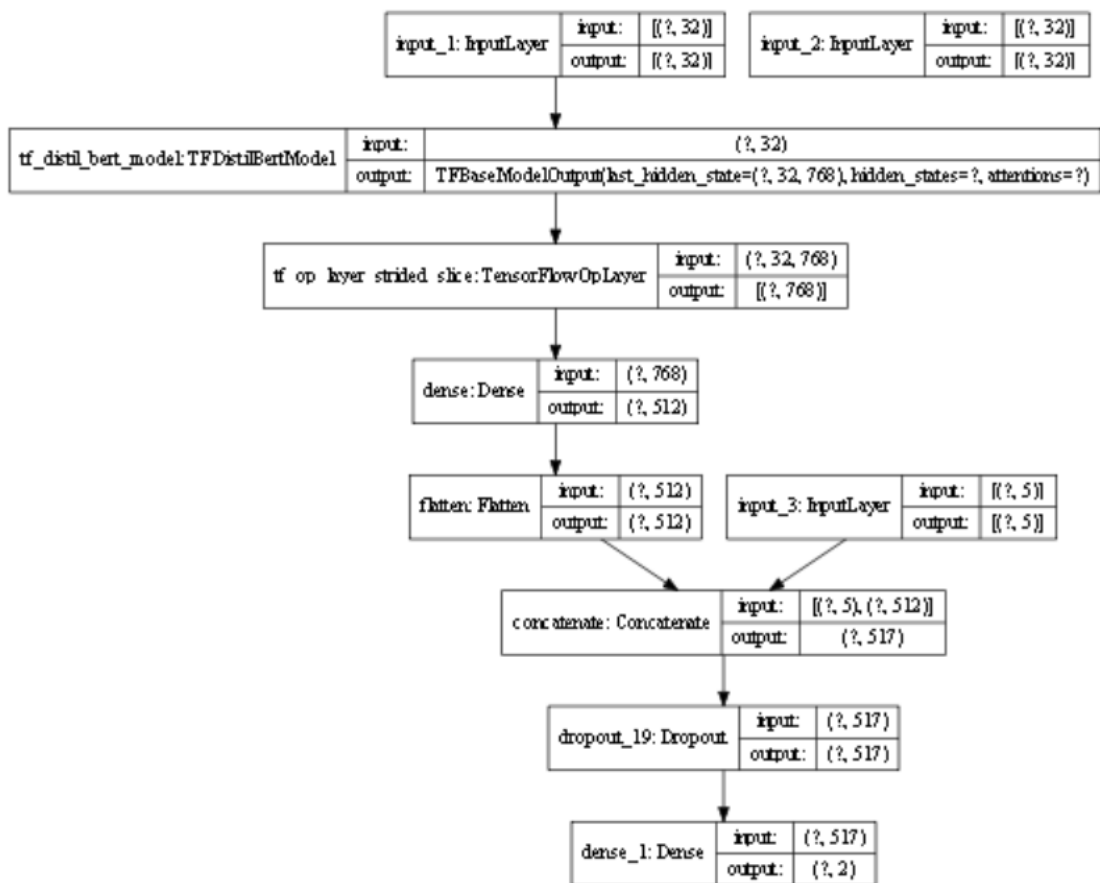 input_1: InputLayer input: [(?, 32)] output: [(?, 32)]
input_2: InputLayer input: [(?, 32)] output: [(?, 32)]
tf_distil_bert_model: TFDistilBertModel input: (?, 32)
output: TFBaseModelOutput(last_hidden_state=(?, 32, 768), hidden_states=?, attentions=?)
tf_op_layer_strided_slice: TensorFlowOpLayer input: (?, 32, 768)
output: [(?, 768)]
dense: Dense input: (?, 768)
output: (?, 512)
flatten: Flatten input: (?, 512)
output: (?, 512)
input_3: InputLayer input: [(?, 5)]
output: [(?, 5)]
concatenate: Concatenate input: [(?, 5), (?, 512)]
output: (?, 517)
dropout_19: Dropout input: (?, 517)
output: (?, 517)
dense_1: Dense input: (?, 517)
output: (?, 2)